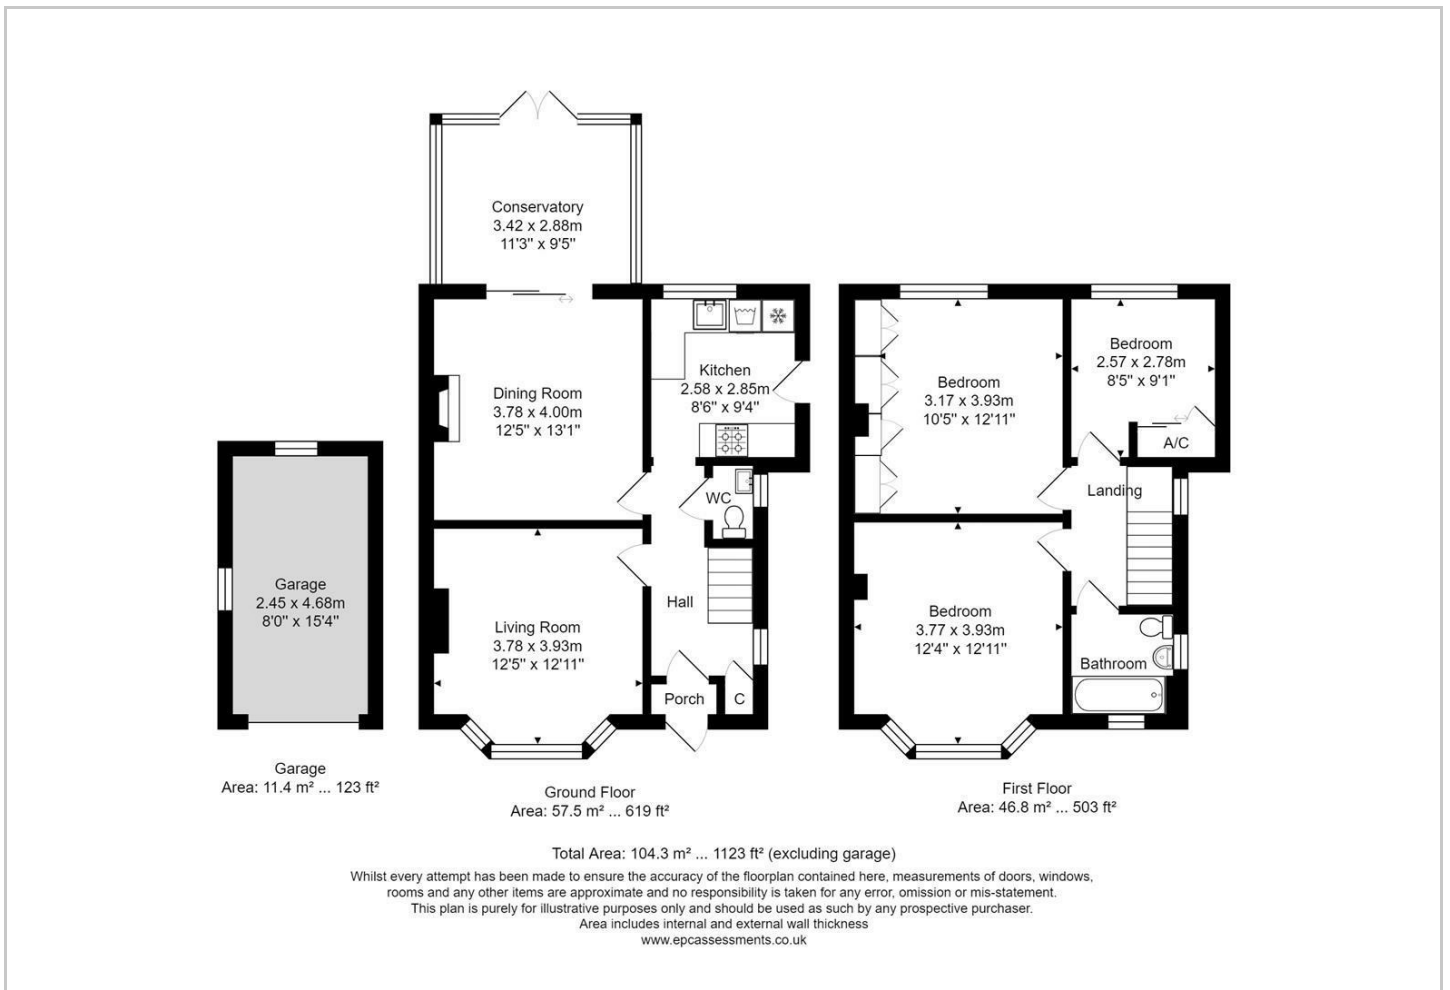 Conservatory
3.42 x 2.88m
11'3" x 9'5"
Dining Room
3.78 x 4.00m
12'5" x 13'1"
Kitchen
2.58 x 2.85m
8'6" x 9'4"
WC
Hall
Living Room
3.78 x 3.93m
12'5" x 12'11"
Porch
C
Garage
2.45 x 4.68m
8'0" x 15'4"
Garage
Area: 11.4 m² ... 123 ft²
Ground Floor
Area: 57.5 m² ... 619 ft²
Bedroom
3.17 x 3.93m
10'5" x 12'11"
Bedroom
2.57 x 2.78m
8'5" x 9'1"
A/C
Landing
Bedroom
3.77 x 3.93m
12'4" x 12'11"
Bathroom
First Floor
Area: 46.8 m² ... 503 ft²
Total Area: 104.3 m² ... 1123 ft² (excluding garage)
Whilst every attempt has been made to ensure the accuracy of the floorplan contained here, measurements of doors, windows,
rooms and any other items are approximate and no responsibility is taken for any error, omission or mis-statement.
This plan is purely for illustrative purposes only and should be used as such by any prospective purchaser.
Area includes internal and external wall thickness
www.epcassessments.co.uk